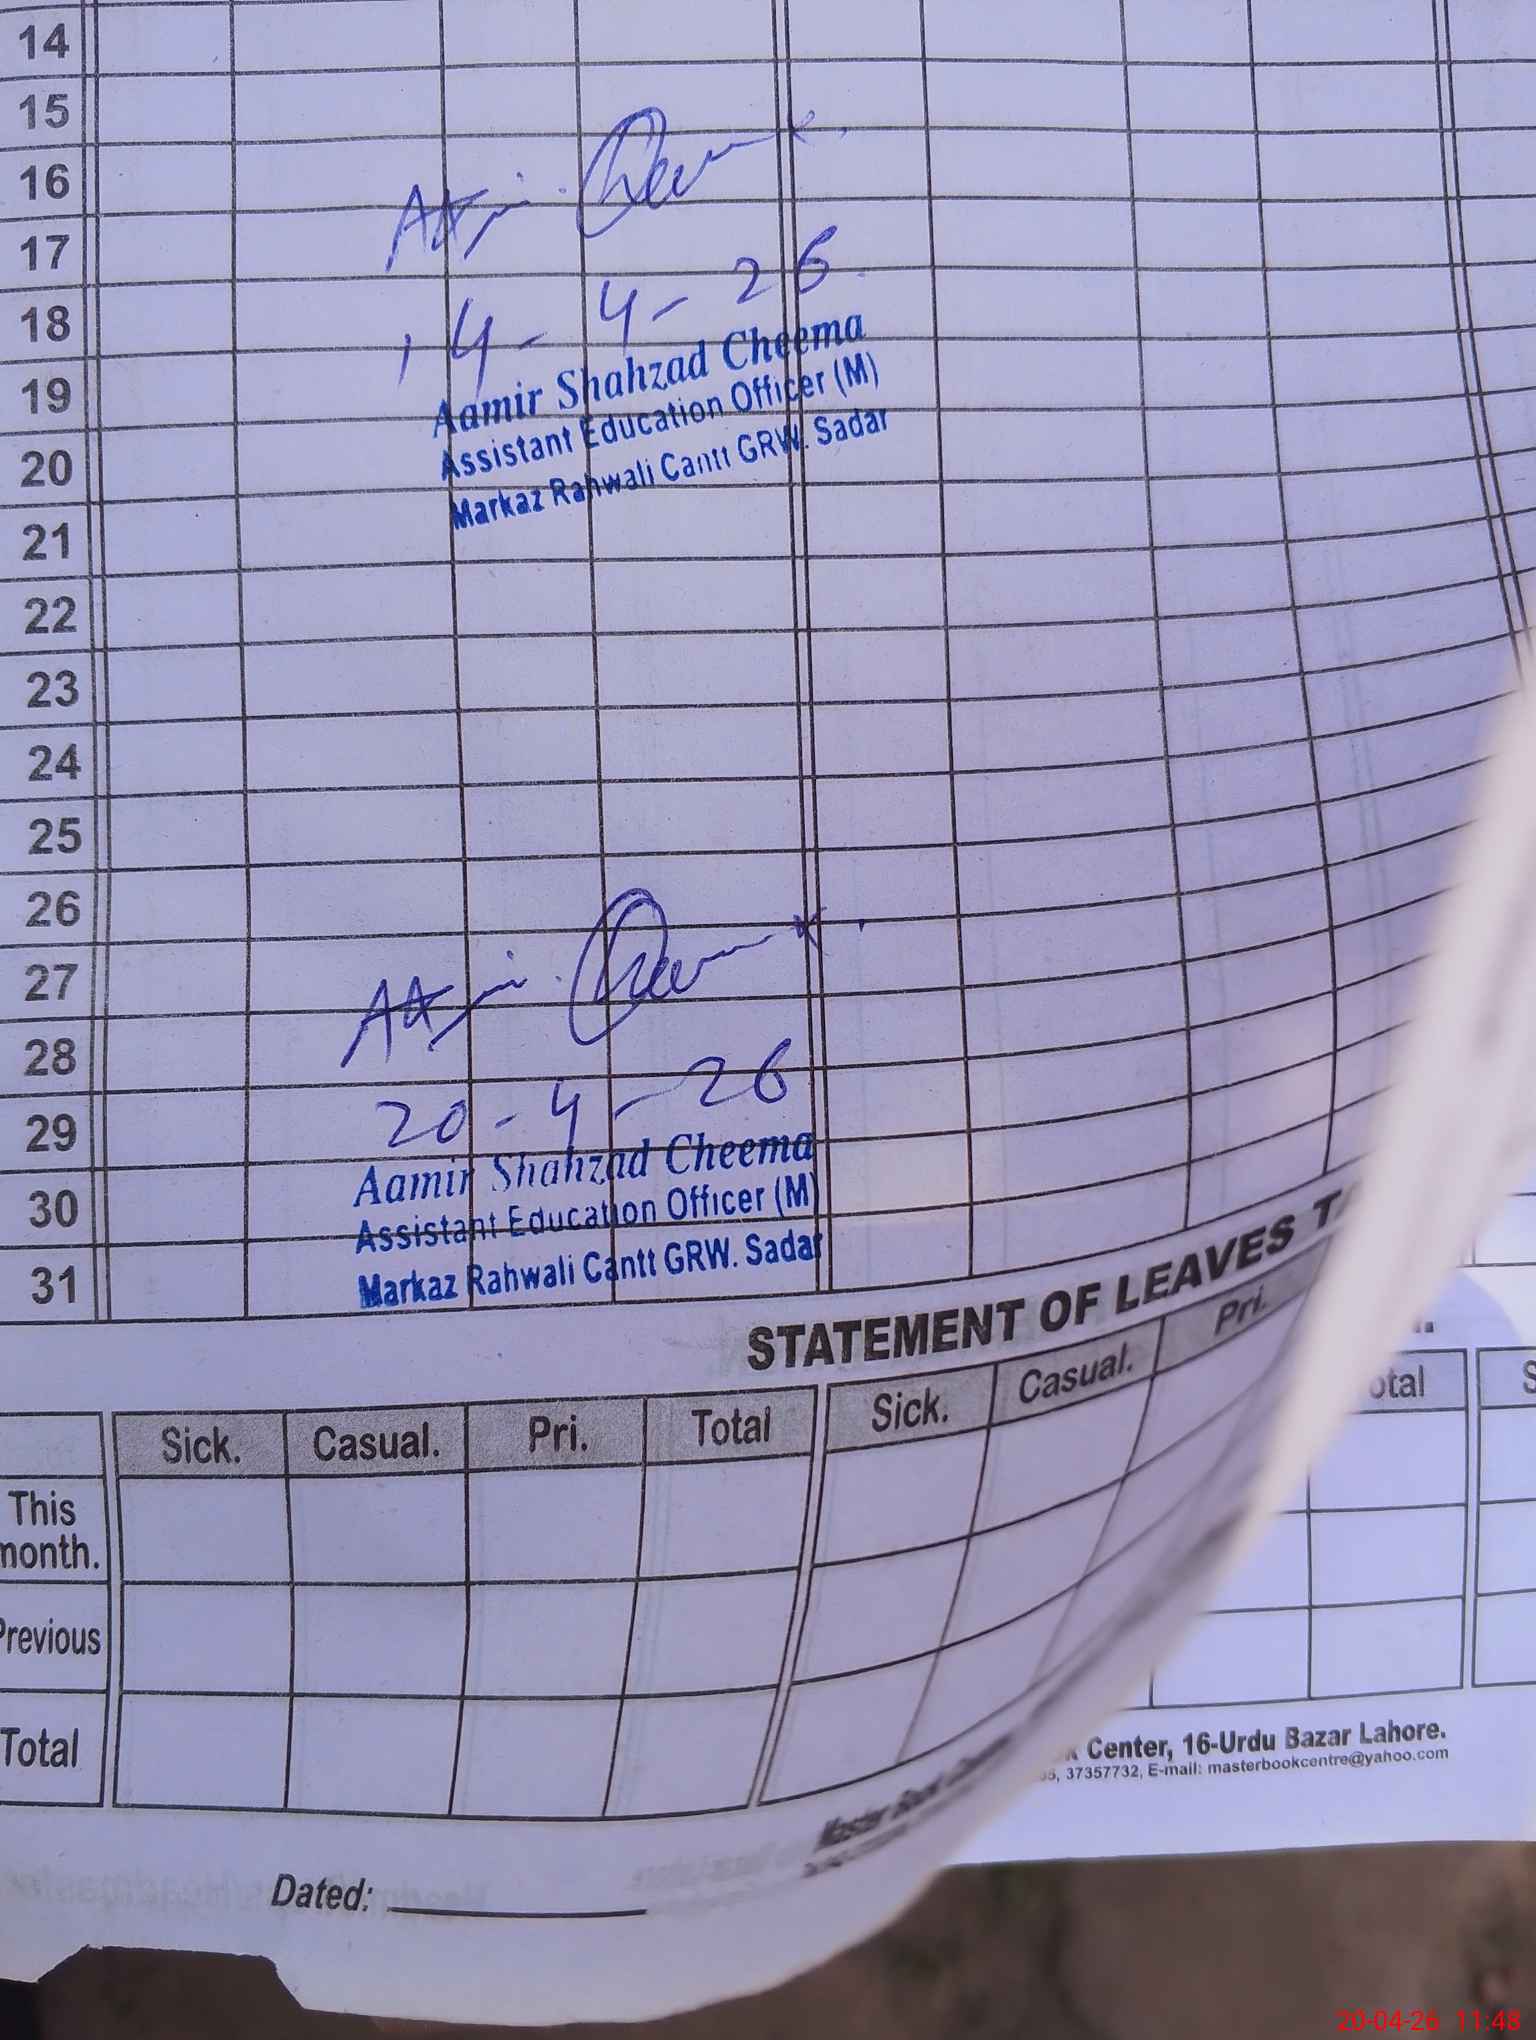 14
15
16
17
18
19
20
21
22
23
24
25
26
27
28
29
30
31
14-4-26
Aamir Shahzad Cheema
Assistant Education Officer (M)
Markaz Rahwali Cantt GRW. Sadar
20-4-26
Aamir Shahzad Cheema
Assistant Education Officer (M)
Markaz Rahwali Cantt GRW. Sadar
STATEMENT OF LEAVES
Sick. Casual. Pri. Total Sick. Casual. Pri. otal
This
month.
Previous
Total
Center, 16-Urdu Bazar Lahore.
37357732, E-mail: masterbookcentre@yahoo.com
Dated:
20-04-26 11:48